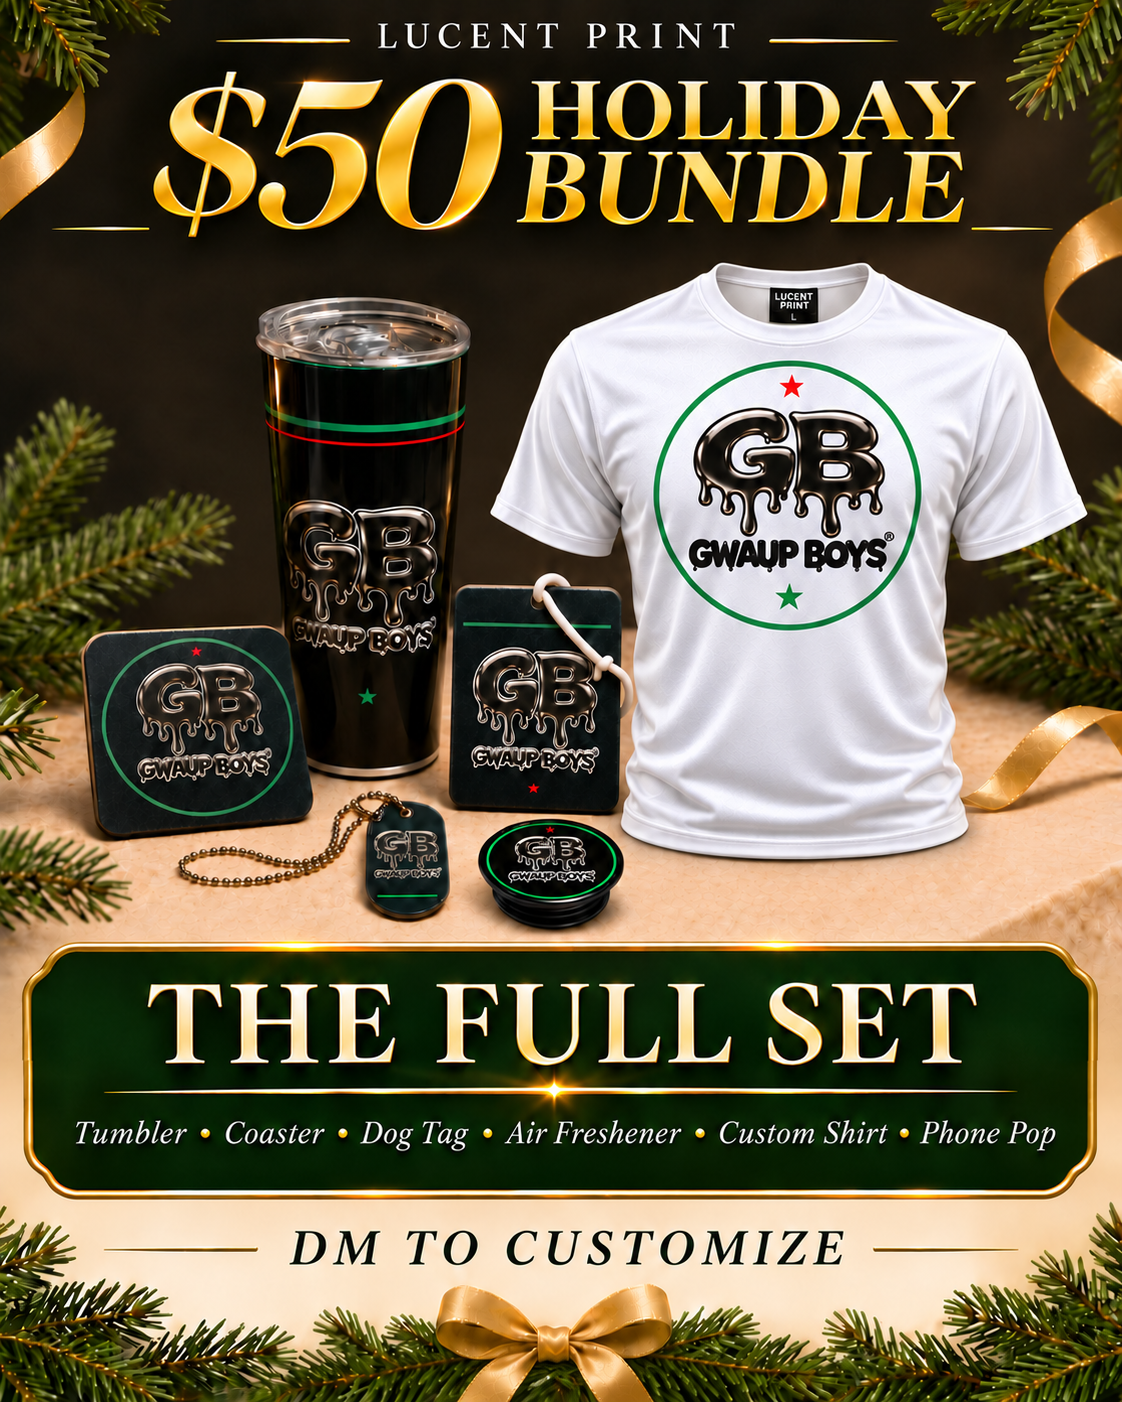 LUCENT PRINT
$50 HOLIDAY
BUNDLE
LUCENT
PRINT
L
GB
GWAUP BOYS®
GB
GWAUP BOYS
GB
GWAUP BOYS
GB
GWAUP BOYS
GB
GWAUP BOYS
GB
GWAUP BOYS
THE FULL SET
Tumbler • Coaster • Dog Tag • Air Freshener • Custom Shirt • Phone Pop
DM TO CUSTOMIZE